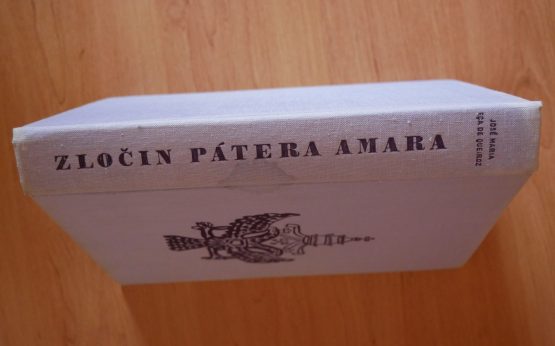 ZLOČIN PÁTERA AMARA
JOSÉ MARIA
EÇA DE QUEIROZ